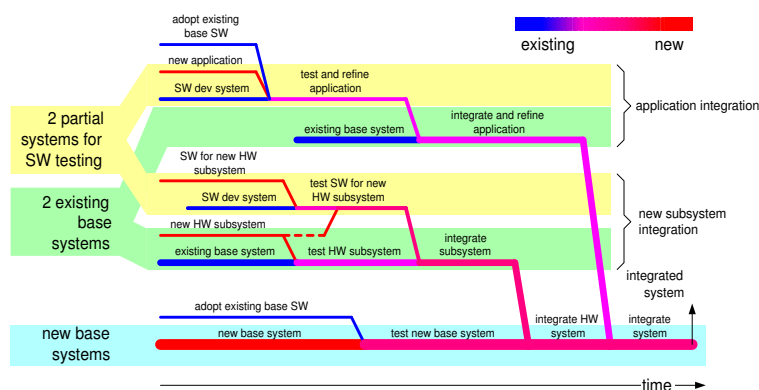 adopt existing
base SW
existing
new
new application
SW dev system
test and refine
application
application integration
2 partial
systems for
SW testing
existing base system
integrate and refine
application
SW for new HW
subsystem
SW dev system
test SW for new
HW subsystem
2 existing
base
systems
new HW subsystem
existing base system
test HW subsystem
integrate
subsystem
new subsystem
integration
integrated
system
adopt existing base SW
new base
systems
new base system
test new base system
integrate HW
system
integrate
system
time